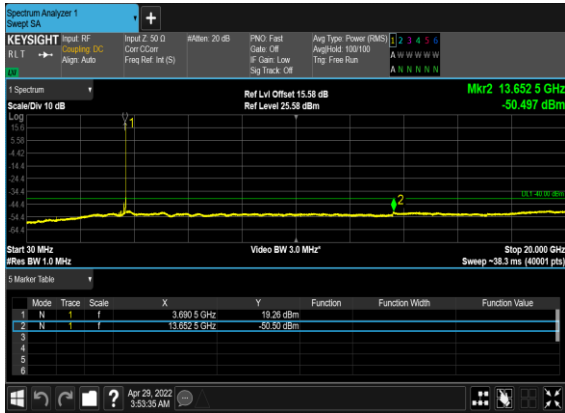 Spectrum Analyzer 1
Swept SA
+
KEYSIGHT Input: RF Input Z: 50 Ω #Atten: 20 dB PNO: Fast Avg Type: Power (RMS) 1 2 3 4 5 6
RLT Coupling: DC Corr CCorr Gate: Off Avg|Hold: 100/100 A W W W W W
Align: Auto Freq Ref: Int (S) IF Gain: Low Trig: Free Run
Sig Track: Off A N N N N N
LXI
1 Spectrum Ref Lvl Offset 15.58 dB Mkr2 13.652 5 GHz
Scale/Div 10 dB Ref Level 25.58 dBm -50.497 dBm
Log
15.6 1
5.58
-4.42
-14.4
-24.4
-34.4 DL1 -40.00 dBm
-44.4 2
-54.4
-64.4
Start 30 MHz Video BW 3.0 MHz* Stop 20.000 GHz
#Res BW 1.0 MHz Sweep ~38.3 ms (40001 pts)
5 Marker Table
Mode Trace Scale X Y Function Function Width Function Value
1 N 1 f 3.690 5 GHz 19.26 dBm
2 N 1 f 13.652 5 GHz -50.50 dBm
3
4
5
6
? Apr 29, 2022
3:53:35 AM